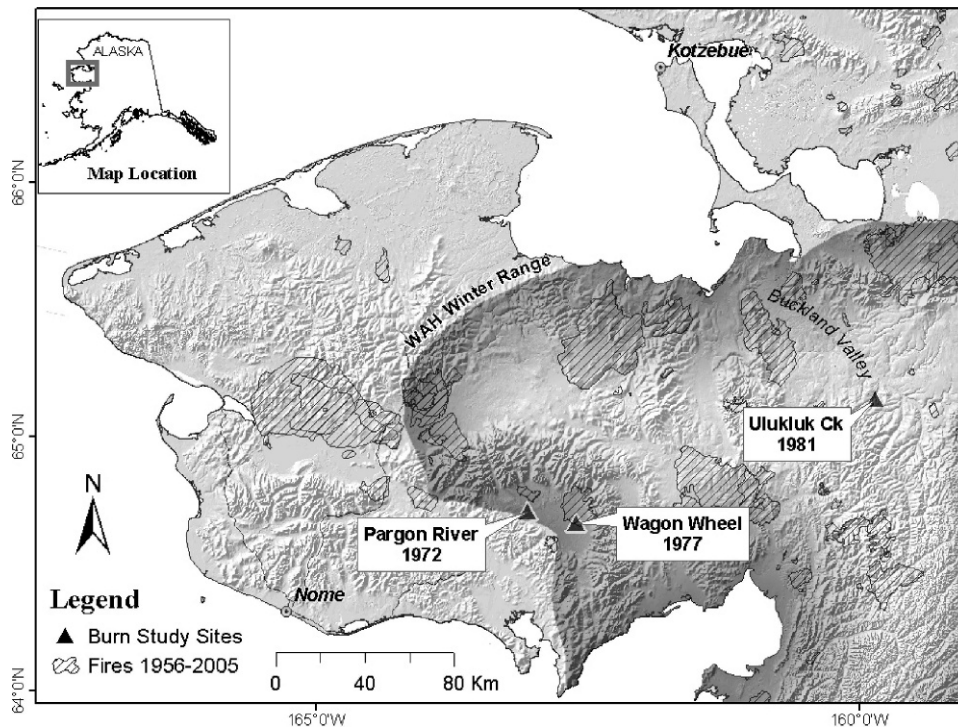 ALASKA
Map Location
Kotzebue
66°0'N
WAH Winter Range
Buckland Valley
Ulukluk Ck
1981
65°0'N
N
Pargon River
1972
Wagon Wheel
1977
Nome
Legend
Burn Study Sites
Fires 1956-2005
0 40 80 Km
64°0'N
165°0'W
160°0'W